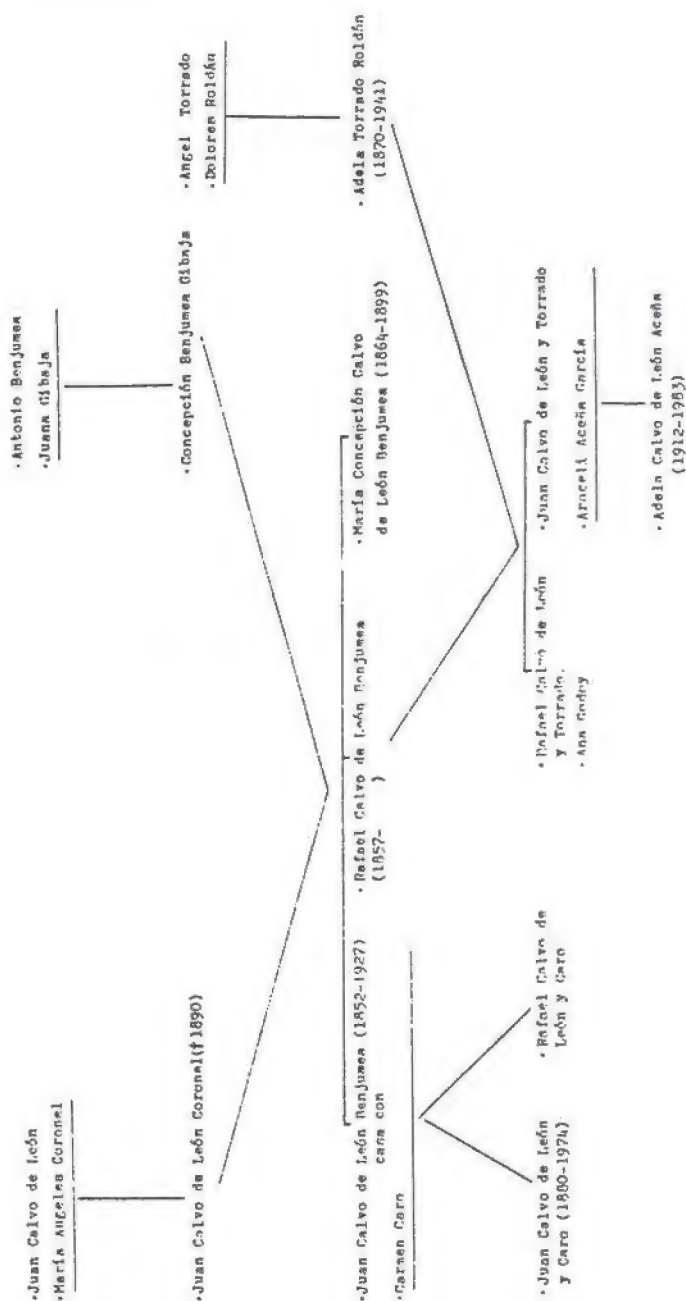 ·Juan Calvo de León
·María Angeles Coronel
·Antonio Benjumea
·Juana Gibaja
·Angel Torrado
·Dolores Roldán
·Juan Calvo de León Coronel(†1890)
·Concepción Benjumea Gibaja
·Adela Torrado Roldán
(1870-1941)
·Juan Calvo de León Benjumea (1852-1927)
casa con
·Carmen Caro
·Rafael Calvo de León Benjumea
(1857- )
·María Concepción Calvo
de León Benjumea (1864-1899)
·Juan Calvo de León
y Caro (1880-1974)
·Rafael Calvo de
León y Caro
·Rafael Calvo de León
y Torrado.
·Ana Godoy
·Juan Calvo de León y Torrado
·Araceli Aceña García
·Adela Calvo de León Aceña
(1912-1983)